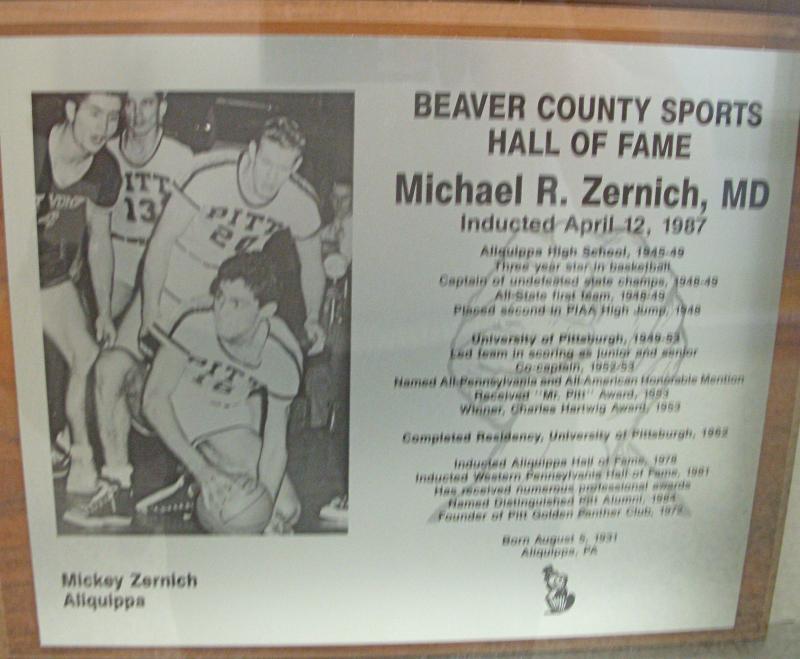 BEAVER COUNTY SPORTS
HALL OF FAME
Michael R. Zernich, MD
Inducted April 12, 1987
Aliquippa High School, 1945-49
Three year star in basketball
Captain of undefeated state champs, 1948-49
All-State first team, 1948-49
Placed second in PIAA High Jump, 1948
University of Pittsburgh, 1949-53
Led team in scoring as junior and senior
Co-captain, 1952-53
Named All-Pennsylvania and All-American Honorable Mention
Received "Mr. Pitt" Award, 1953
Winner, Charles Hartwig Award, 1953
Completed Residency, University of Pittsburgh, 1962
Inducted Aliquippa Hall of Fame, 1978
Inducted Western Pennsylvania Hall of Fame, 1981
Has received numerous professional awards
Named Distinguished Pitt Alumni, 1984
Founder of Pitt Golden Panther Club, 1972
Born August 5, 1931
Aliquippa, PA
ITT
13
PITT
20
PITT
Mickey Zernich
Aliquippa